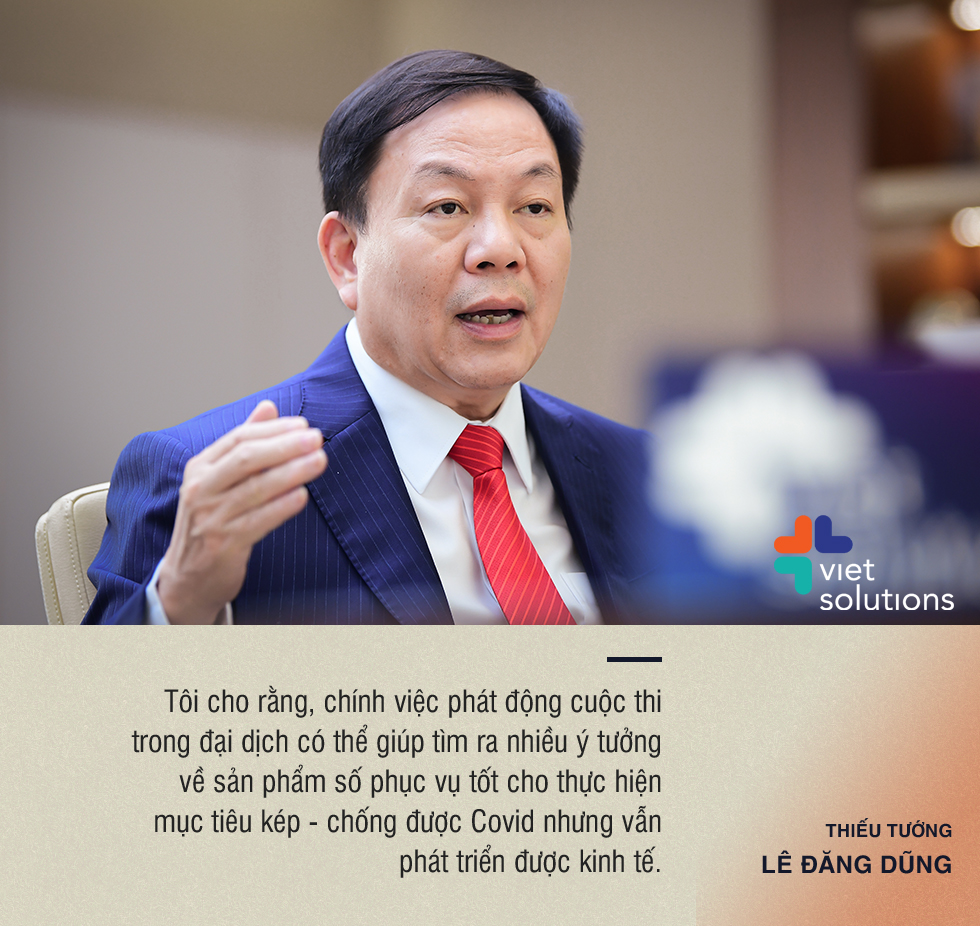 viet
solutions
Tôi cho rằng, chính việc phát động cuộc thi
trong đại dịch có thể giúp tìm ra nhiều ý tưởng
về sản phẩm số phục vụ tốt cho thực hiện
mục tiêu kép - chống được Covid nhưng vẫn
phát triển được kinh tế.
THIẾU TƯỚNG
LÊ ĐĂNG DŨNG